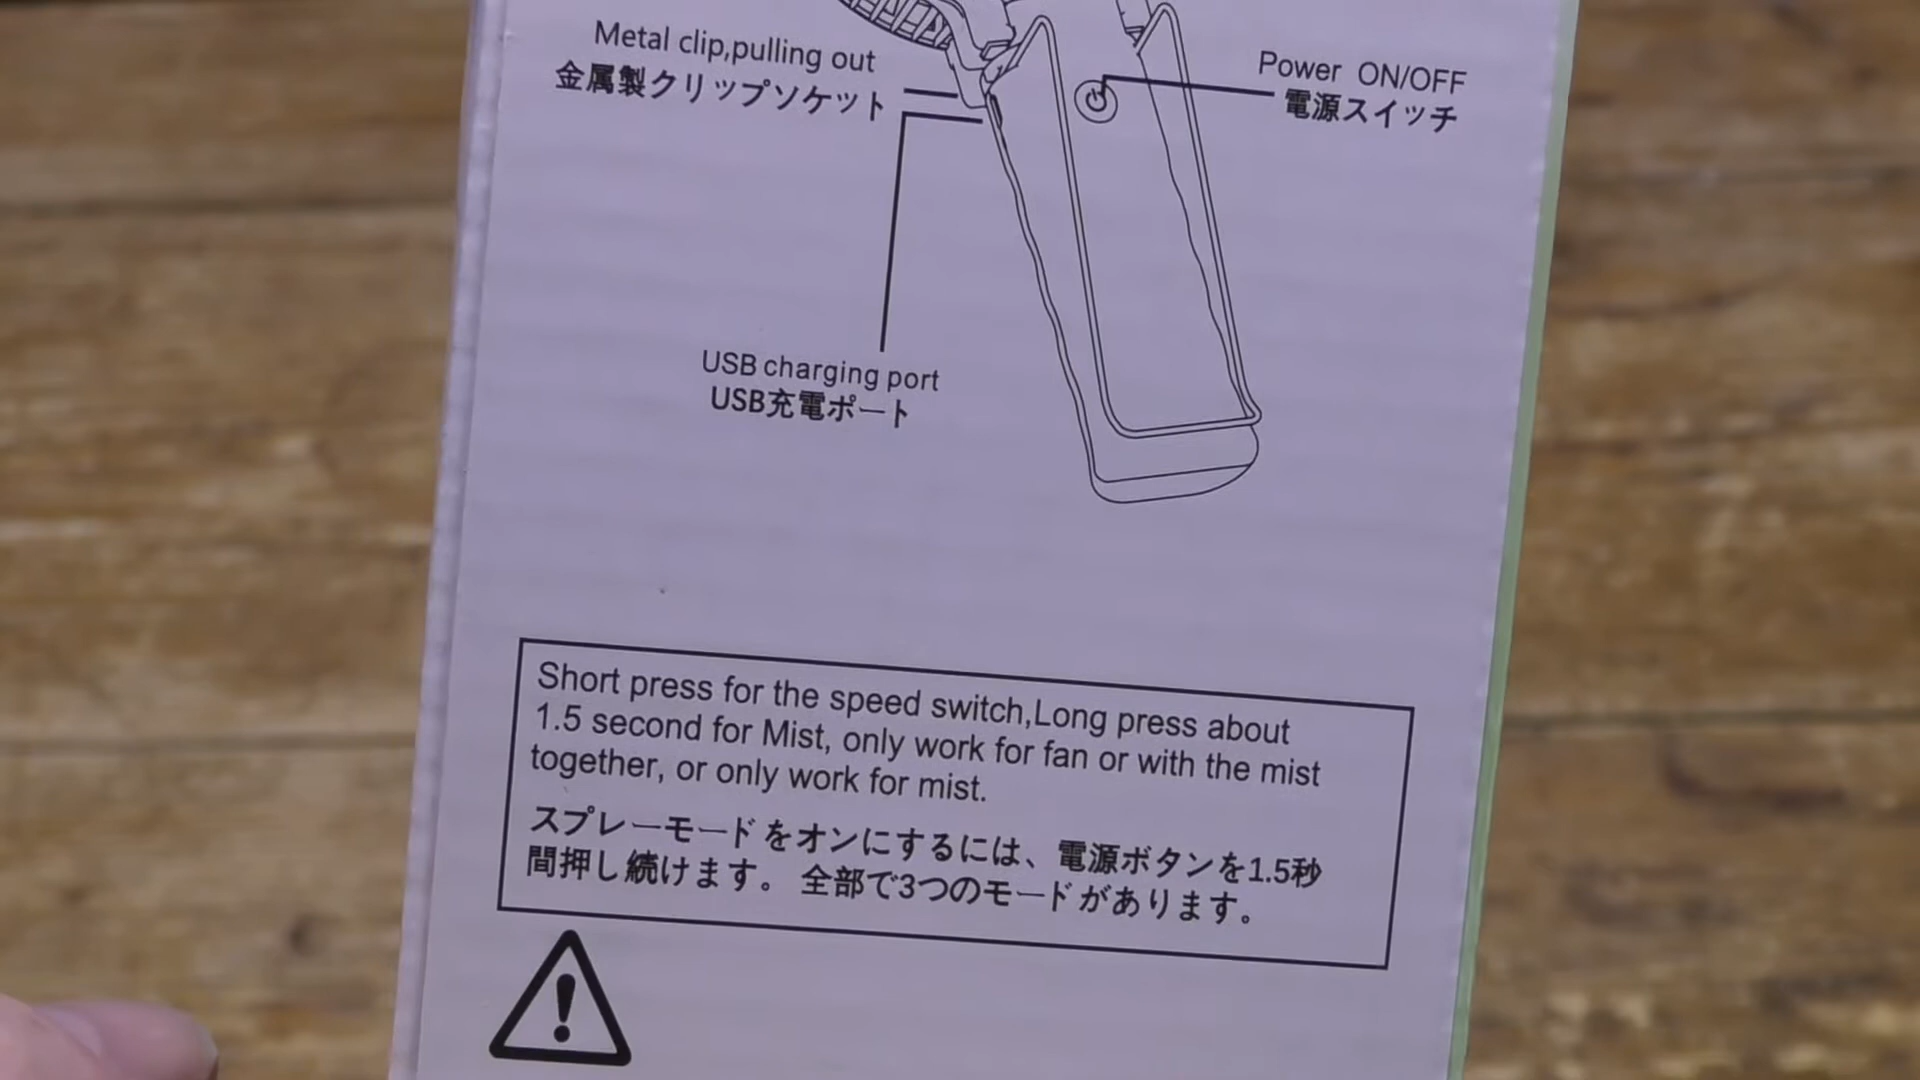 Metal clip,pulling out
金属製クリップソケット
Power ON/OFF
電源スイッチ
USB charging port
USB充電ポート
Short press for the speed switch,Long press about
1.5 second for Mist, only work for fan or with the mist
together, or only work for mist.
スプレーモードをオンにするには、電源ボタンを1.5秒
間押し続けます。 全部で3つのモードがあります。